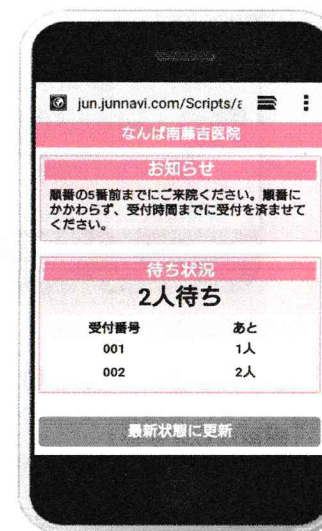 jun.junnavi.com/Scripts/ε
なんば南藤吉医院
お知らせ
順番の5番前までにご来院ください。順番に
かかわらず、受付時間までに受付を済ませて
ください。
待ち状況
2人待ち
受付番号 あと
001 1人
002 2人
最新状態に更新